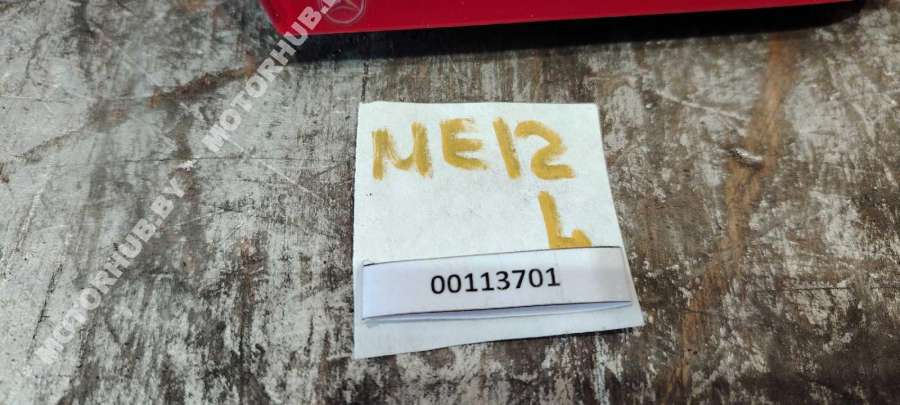 MOTORHUB.BY
MOTORHUB.BY
ME12
L
00113701